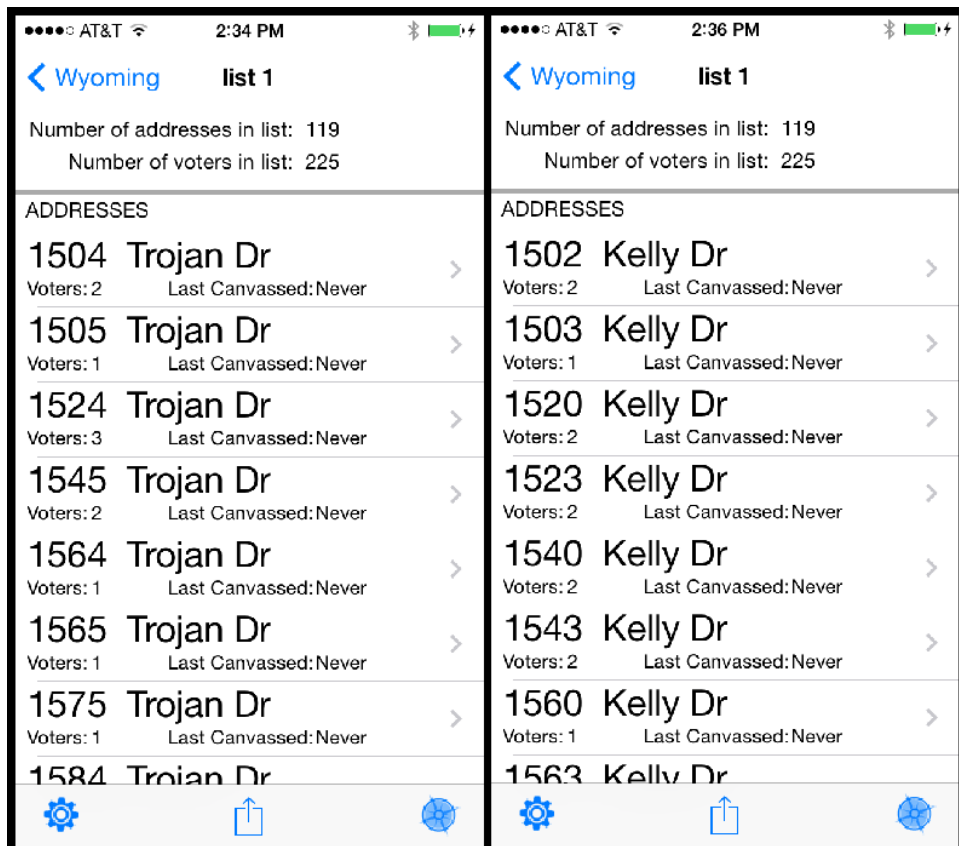 AT&T 2:34 PM
Wyoming list 1
Number of addresses in list: 119
Number of voters in list: 225
ADDRESSES
1504 Trojan Dr
Voters: 2 Last Canvassed:Never
1505 Trojan Dr
Voters: 1 Last Canvassed:Never
1524 Trojan Dr
Voters: 3 Last Canvassed:Never
1545 Trojan Dr
Voters: 2 Last Canvassed:Never
1564 Trojan Dr
Voters: 1 Last Canvassed:Never
1565 Trojan Dr
Voters: 1 Last Canvassed:Never
1575 Trojan Dr
Voters: 1 Last Canvassed:Never
1584 Trojan Dr
AT&T 2:36 PM
Wyoming list 1
Number of addresses in list: 119
Number of voters in list: 225
ADDRESSES
1502 Kelly Dr
Voters: 2 Last Canvassed:Never
1503 Kelly Dr
Voters: 1 Last Canvassed:Never
1520 Kelly Dr
Voters: 2 Last Canvassed:Never
1523 Kelly Dr
Voters: 2 Last Canvassed:Never
1540 Kelly Dr
Voters: 2 Last Canvassed:Never
1543 Kelly Dr
Voters: 2 Last Canvassed:Never
1560 Kelly Dr
Voters: 1 Last Canvassed:Never
1563 Kelly Dr